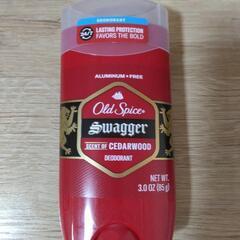 DEODORANT
24/7 LASTING PROTECTION
FAVORS THE BOLD
ALUMINUM-FREE
Old Spice
Swagger
SCENT OF CEDARWOOD
DEODORANT
NET WT.
3.0 OZ (85g)